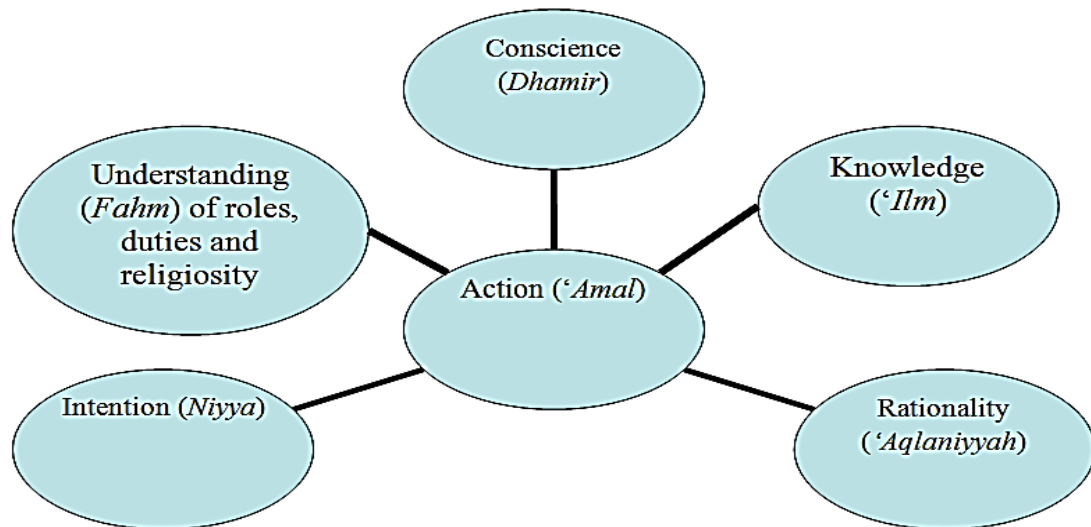 Conscience
(Dhamir)
Understanding
(Fahm) of roles,
duties and
religiosity
Knowledge
(‘Ilm)
Action (‘Amal)
Intention (Niyya)
Rationality
(‘Aqlaniyyah)